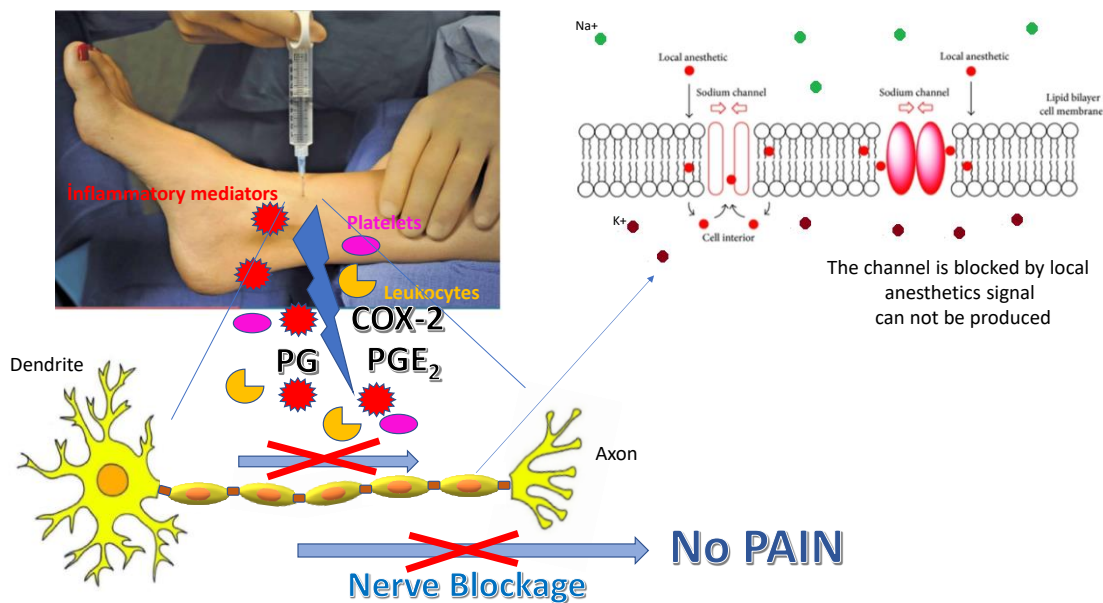 Na+
Local anesthetic
Local anesthetic
Sodium channel
Sodium channel
Lipid bilayer
cell membrane
K+
Cell interior
The channel is blocked by local
anesthetics signal
can not be produced
İnflammatory mediators
Platelets
Leukocytes
COX-2
PG
PGE₂
Dendrite
Axon
No PAIN
Nerve Blockage